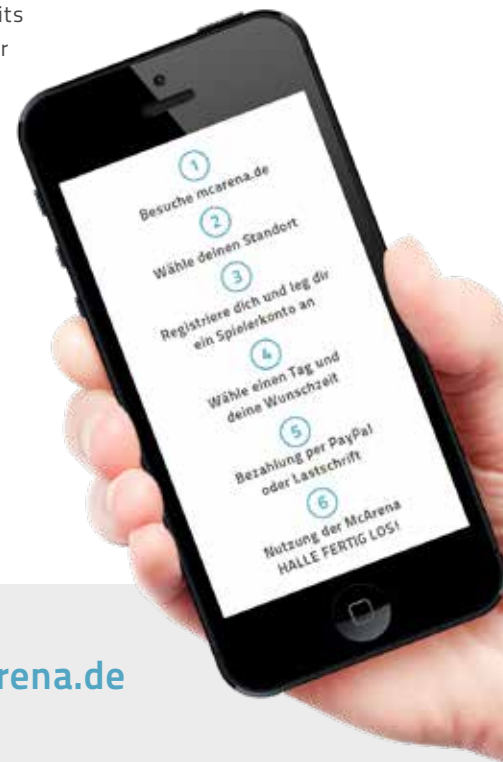 its
r
1
Besuche mcarena.de
2
Wähle deinen Standort
3
Registriere dich und leg dir
ein Spielerkonto an
4
Wähle einen Tag und
deine Wunschzeit
5
Bezahlung per PayPal
oder Lastschrift
6
Nutzung der McArena
HALLE FERTIG LOS!
rena.de